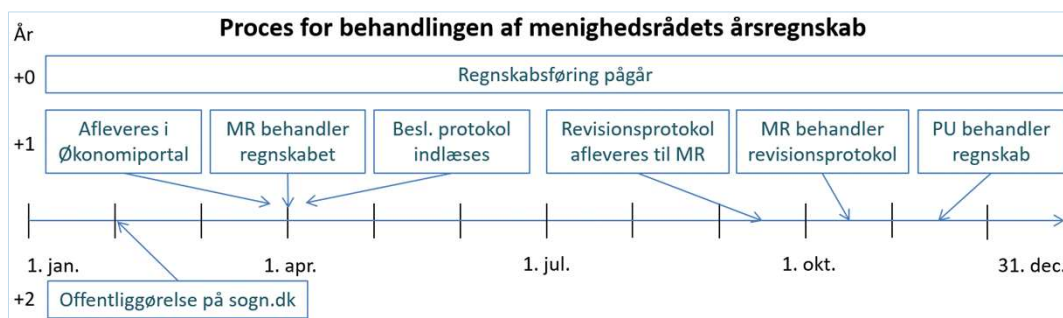 Proces for behandlingen af menighedsrådets årsregnskab
År
+0
Regnskabsføring pågår
+1
Afleveres i
Økonomiportal
MR behandler
regnskabet
Besl. protokol
indlæses
Revisionsprotokol
afleveres til MR
MR behandler
revisionsprotokol
PU behandler
regnskab
1. jan.
1. apr.
1. jul.
1. okt.
31. dec.
+2
Offentliggørelse på sogn.dk